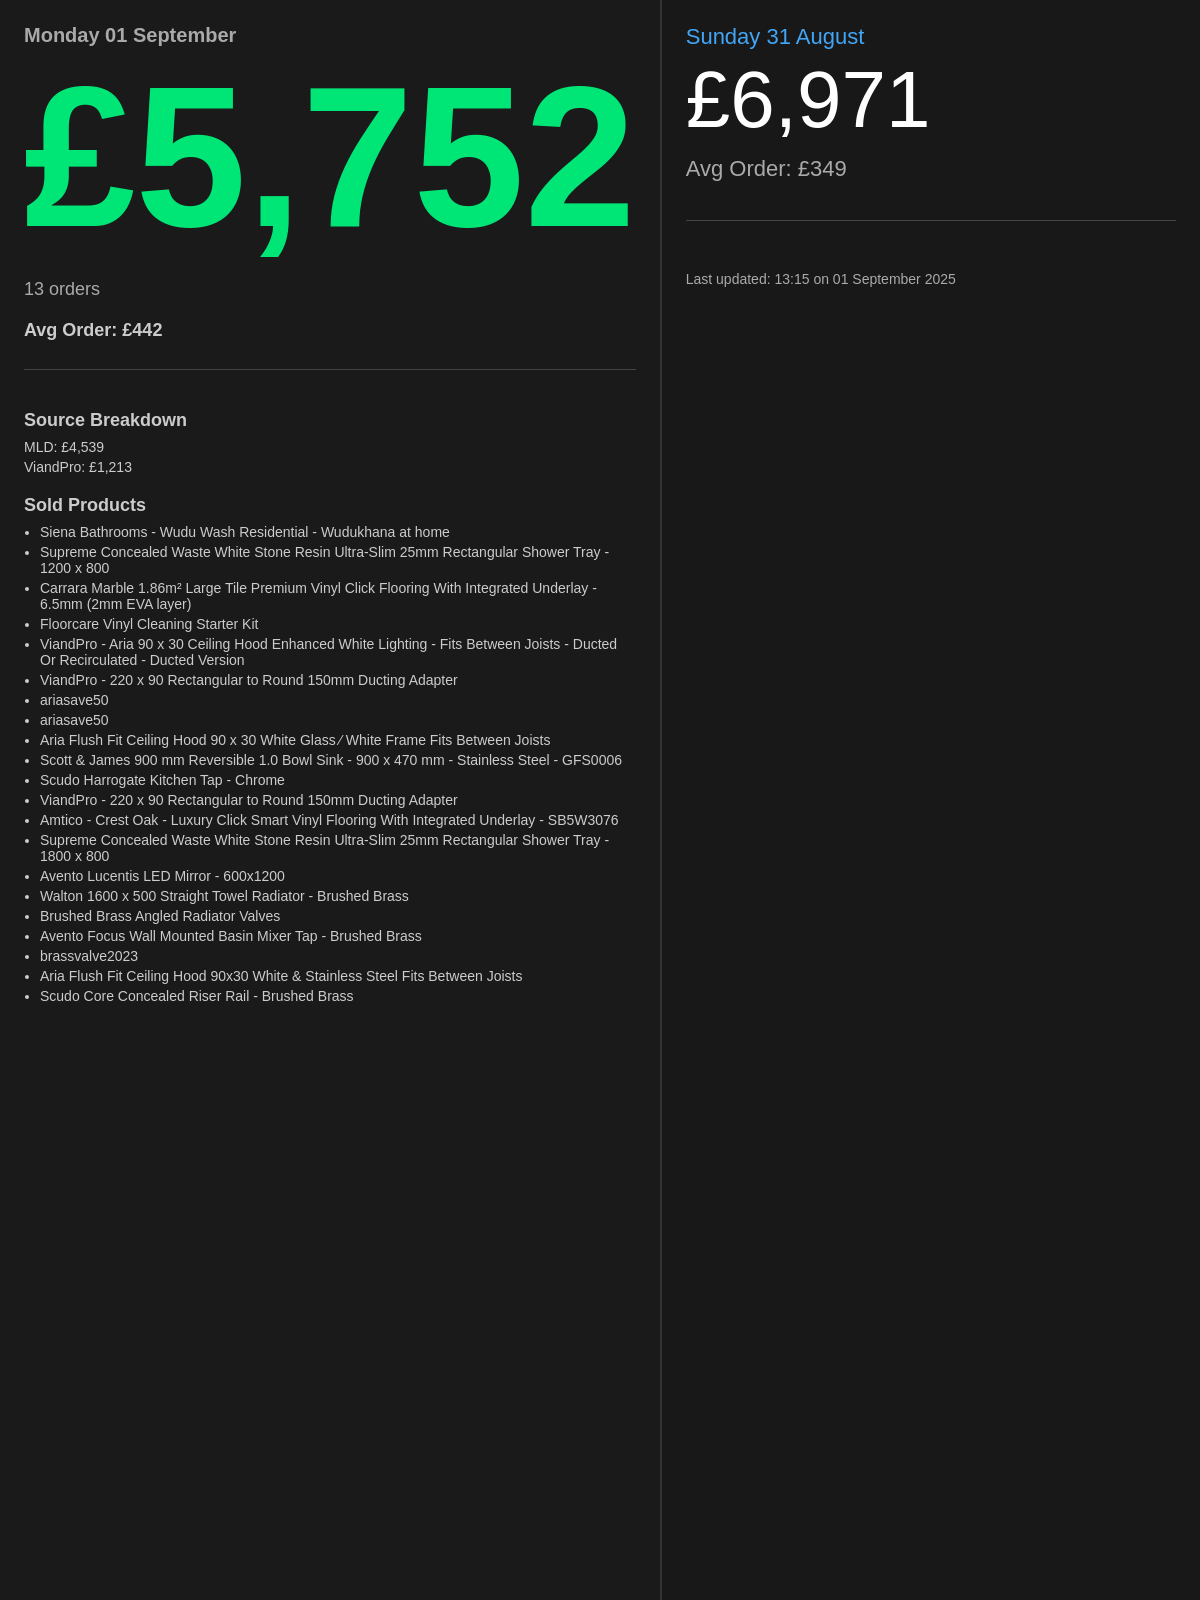 Monday 01 September
£5,752
13 orders
Avg Order: £442
Source Breakdown
MLD: £4,539
ViandPro: £1,213
Sold Products
• Siena Bathrooms - Wudu Wash Residential - Wudukhana at home
• Supreme Concealed Waste White Stone Resin Ultra-Slim 25mm Rectangular Shower Tray -
1200 x 800
• Carrara Marble 1.86m² Large Tile Premium Vinyl Click Flooring With Integrated Underlay -
6.5mm (2mm EVA layer)
• Floorcare Vinyl Cleaning Starter Kit
• ViandPro - Aria 90 x 30 Ceiling Hood Enhanced White Lighting - Fits Between Joists - Ducted
Or Recirculated - Ducted Version
• ViandPro - 220 x 90 Rectangular to Round 150mm Ducting Adapter
• ariasave50
• ariasave50
• Aria Flush Fit Ceiling Hood 90 x 30 White Glass ⁄ White Frame Fits Between Joists
• Scott & James 900 mm Reversible 1.0 Bowl Sink - 900 x 470 mm - Stainless Steel - GFS0006
• Scudo Harrogate Kitchen Tap - Chrome
• ViandPro - 220 x 90 Rectangular to Round 150mm Ducting Adapter
• Amtico - Crest Oak - Luxury Click Smart Vinyl Flooring With Integrated Underlay - SB5W3076
• Supreme Concealed Waste White Stone Resin Ultra-Slim 25mm Rectangular Shower Tray -
1800 x 800
• Avento Lucentis LED Mirror - 600x1200
• Walton 1600 x 500 Straight Towel Radiator - Brushed Brass
• Brushed Brass Angled Radiator Valves
• Avento Focus Wall Mounted Basin Mixer Tap - Brushed Brass
• brassvalve2023
• Aria Flush Fit Ceiling Hood 90x30 White & Stainless Steel Fits Between Joists
• Scudo Core Concealed Riser Rail - Brushed Brass
Sunday 31 August
£6,971
Avg Order: £349
Last updated: 13:15 on 01 September 2025